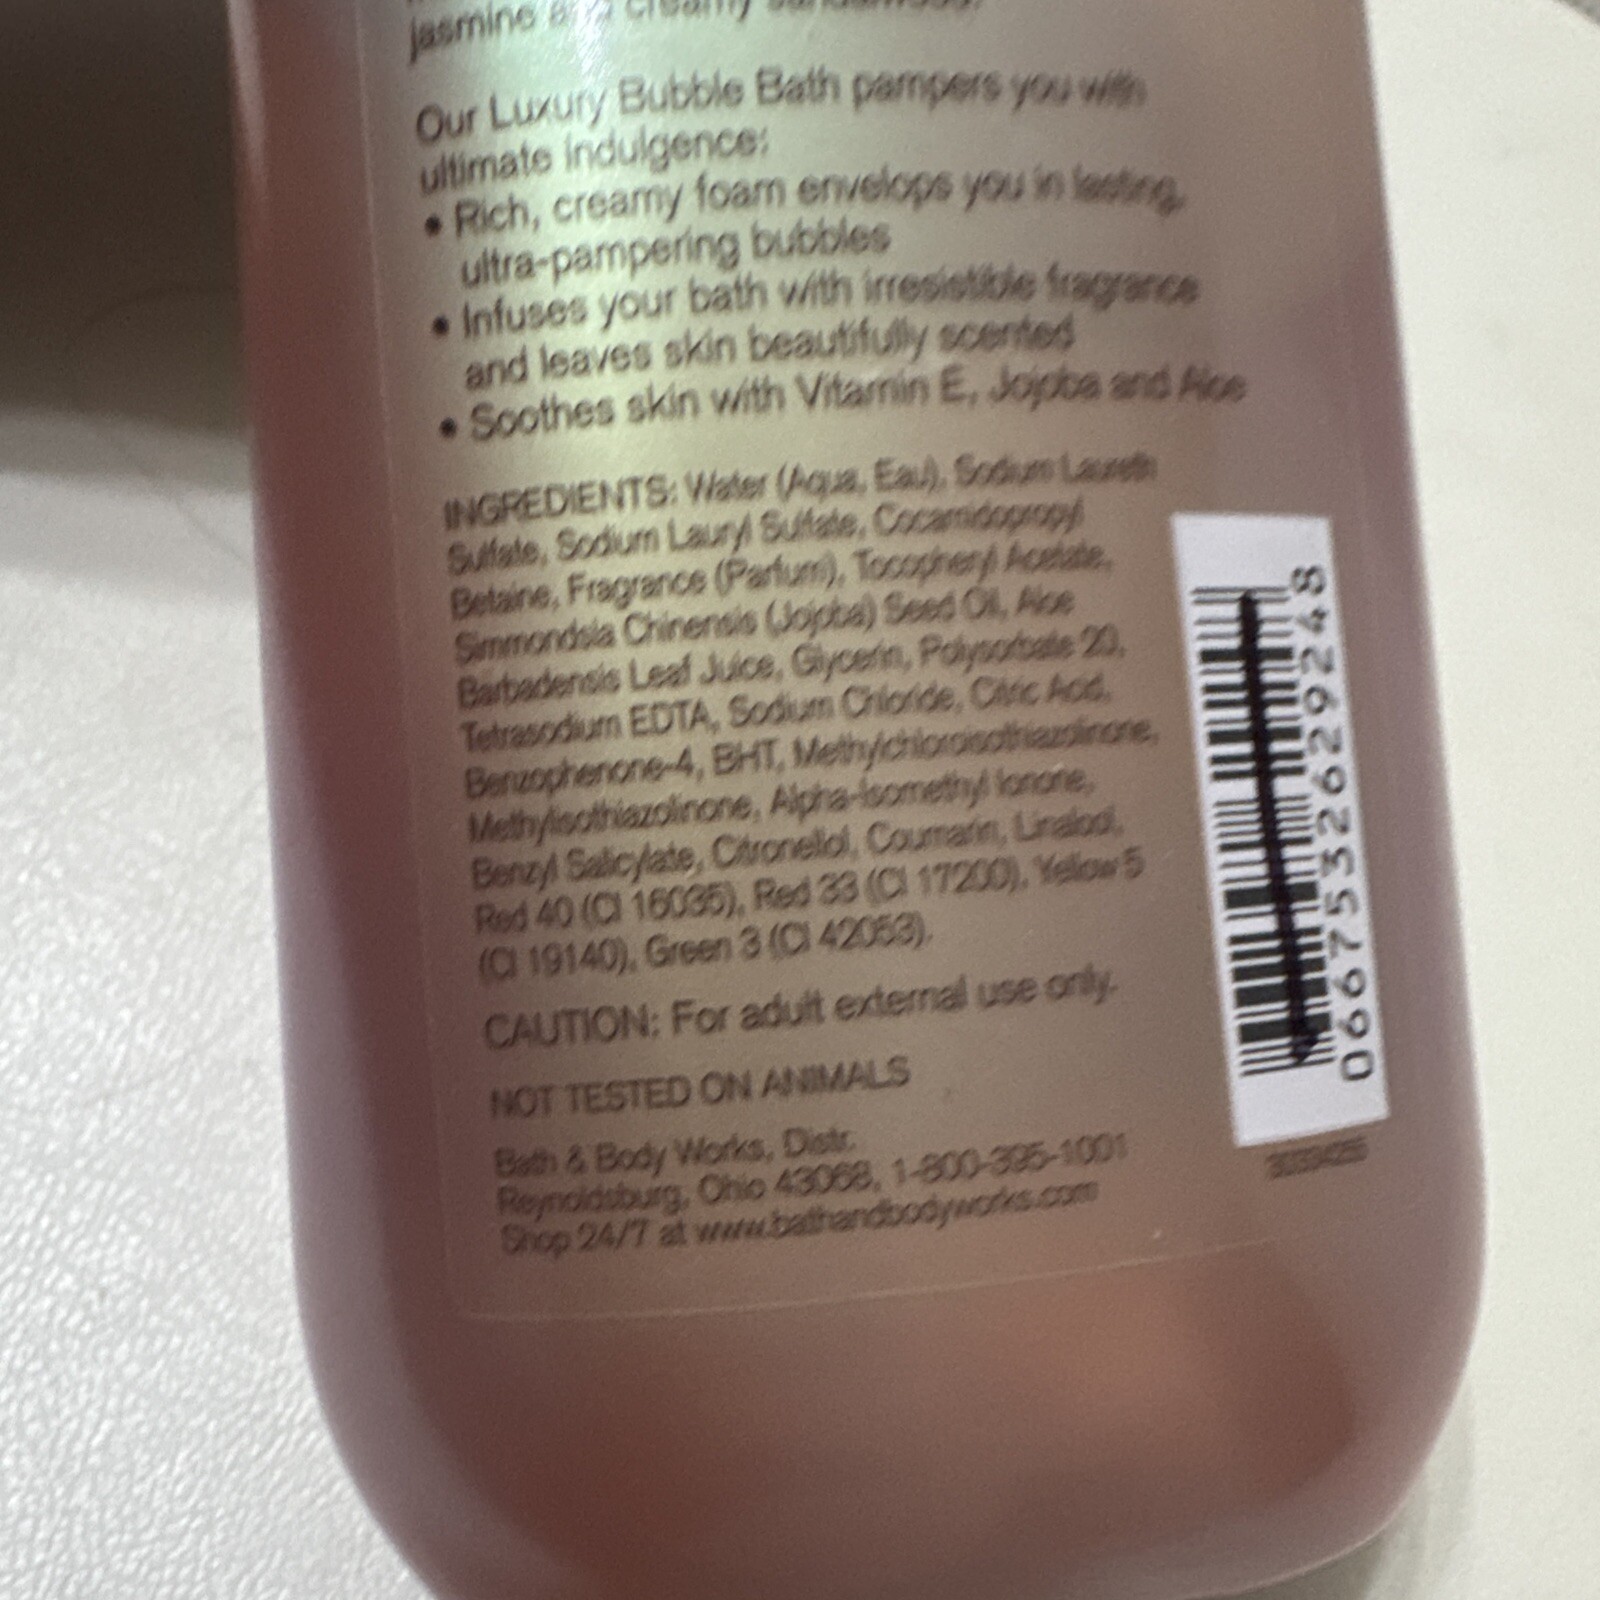 jasmine and creamy sandalwood.
Our Luxury Bubble Bath pampers you with
ultimate indulgence:
• Rich, creamy foam envelops you in lasting,
ultra-pampering bubbles
• Infuses your bath with irresistible fragrance
and leaves skin beautifully scented
• Soothes skin with Vitamin E, Jojoba and Aloe
INGREDIENTS: Water (Aqua, Eau), Sodium Laureth
Sulfate, Sodium Lauryl Sulfate, Cocamidopropyl
Betaine, Fragrance (Parfum), Tocopheryl Acetate,
Simmondsia Chinensis (Jojoba) Seed Oil, Aloe
Barbadensis Leaf Juice, Glycerin, Polysorbate 20,
Tetrasodium EDTA, Sodium Chloride, Citric Acid,
Benzophenone-4, BHT, Methylchloroisothiazolinone,
Methylisothiazolinone, Alpha-Isomethyl Ionone,
Benzyl Salicylate, Citronellol, Coumarin, Linalool,
Red 40 (CI 16035), Red 33 (CI 17200), Yellow 5
(CI 19140), Green 3 (CI 42053).
CAUTION: For adult external use only.
NOT TESTED ON ANIMALS
Bath & Body Works, Distr.
Reynoldsburg, Ohio 43068, 1-800-395-1001
Shop 24/7 at www.bathandbodyworks.com
0667532629248